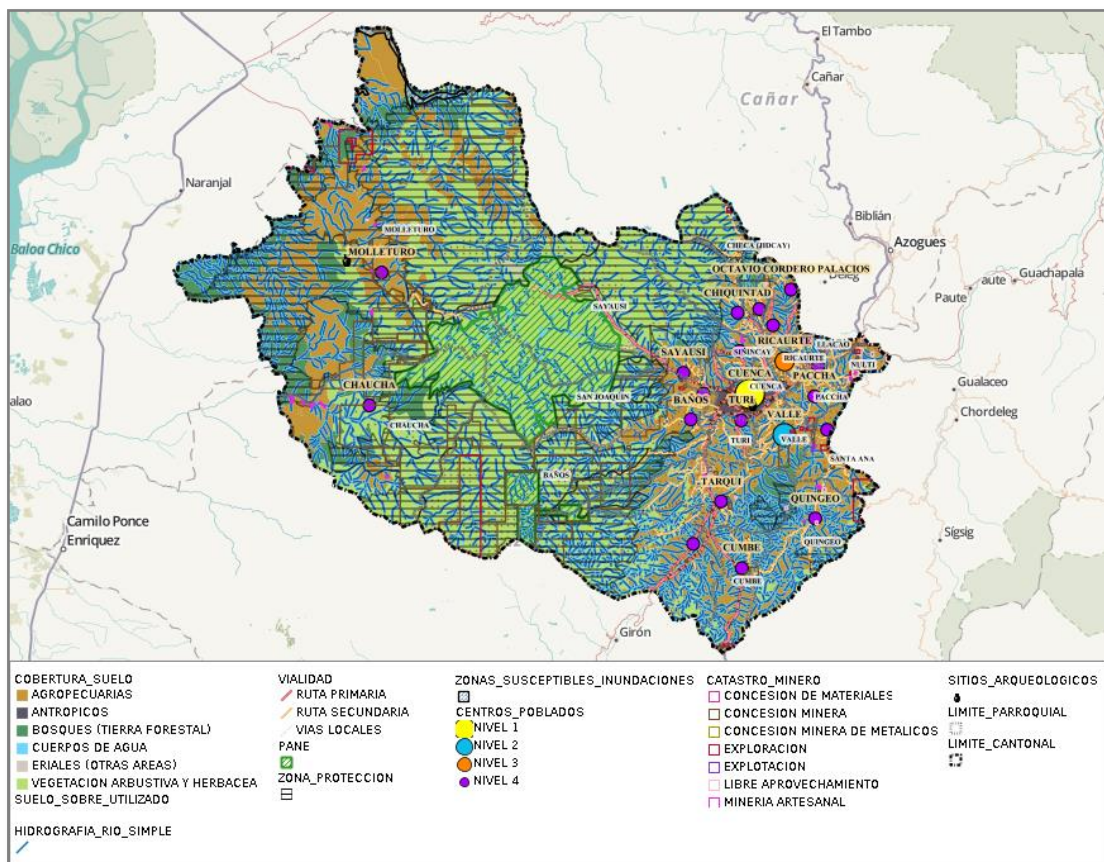 El Tambo
Cañar
Cañar
Naranjal
Biblián
Baloa Chico
Azogues
MOLLETURO
CHECA (JIDCAY)
MOLLETURO
OCTAVIO CORDERO PALACIOS
Deleg
Guachapala
Paute
aute
CHIQUINTAD
SAYAUSI
RICAURTE
LLACAO
SAYAUSI
SIÑINCAY
RICAURTE
NULTI
CHAUCHA
CUENCA
PACCHA
Gualaceo
CUENCA
alao
SAN JOAQUIN
BAÑOS
TURI
PACCHA
Chordeleg
CHAUCHA
VALLE
TURI
VALLE
SANTA ANA
BAÑOS
TARQUI
QUINGEO
Camilo Ponce
Enriquez
Sígsig
QUINGEO
CUMBE
CUMBE
Girón
COBERTURA_SUELO
AGROPECUARIAS
ANTROPICOS
BOSQUES (TIERRA FORESTAL)
CUERPOS DE AGUA
ERIALES (OTRAS AREAS)
VEGETACION ARBUSTIVA Y HERBACEA
SUELO_SOBRE_UTILIZADO
HIDROGRAFIA_RIO_SIMPLE
VIALIDAD
RUTA PRIMARIA
RUTA SECUNDARIA
VIAS LOCALES
PANE
ZONA_PROTECCION
ZONAS_SUSCEPTIBLES_INUNDACIONES
CENTROS_POBLADOS
NIVEL 1
NIVEL 2
NIVEL 3
NIVEL 4
CATASTRO_MINERO
CONCESION DE MATERIALES
CONCESION MINERA
CONCESION MINERA DE METALICOS
EXPLORACION
EXPLOTACION
LIBRE APROVECHAMIENTO
MINERIA ARTESANAL
SITIOS_ARQUEOLOGICOS
LIMITE_PARROQUIAL
LIMITE_CANTONAL